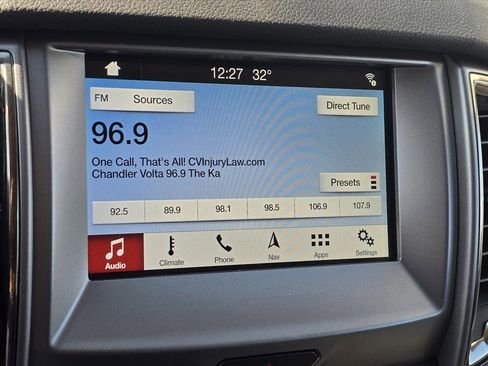 12:27 32°
FM Sources
Direct Tune
96.9
One Call, That's All! CVInjuryLaw.com
Chandler Volta 96.9 The Ka
Presets
92.5 89.9 98.1 98.5 106.9 107.9
Audio Climate Phone Nav Apps Settings